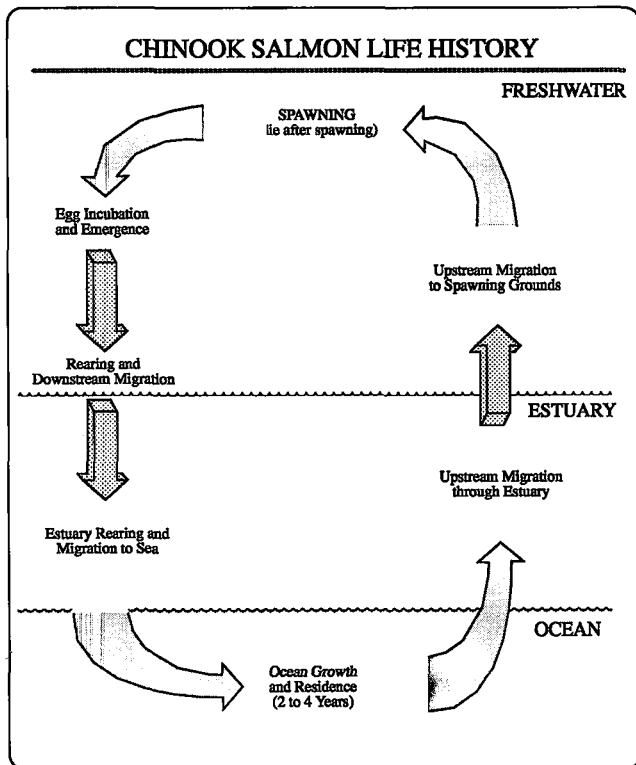 CHINOOK SALMON LIFE HISTORY
FRESHWATER
SPAWNING
lie after spawning)
Egg Incubation
and Emergence
Upstream Migration
to Spawning Grounds
Rearing and
Downstream Migration
ESTUARY
Upstream Migration
through Estuary
Estuary Rearing and
Migration to Sea
OCEAN
Ocean Growth
and Residence
(2 to 4 Years)